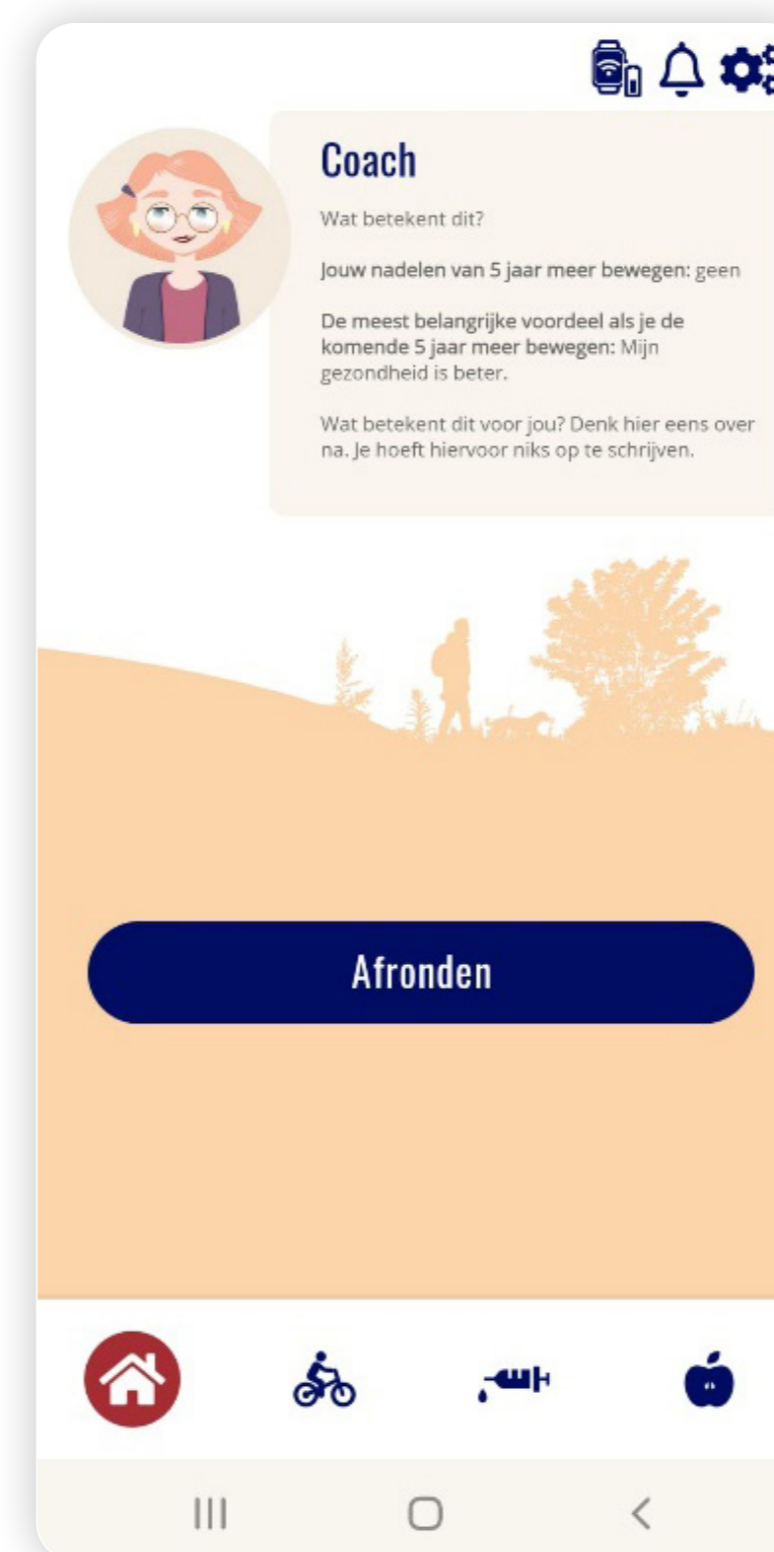 Coach
Wat betekent dit?
Jouw nadelen van 5 jaar meer bewegen: geen
De meest belangrijke voordeel als je de
komende 5 jaar meer bewegen: Mijn
gezondheid is beter.
Wat betekent dit voor jou? Denk hier eens over
na. Je hoeft hiervoor niks op te schrijven.
Afronden